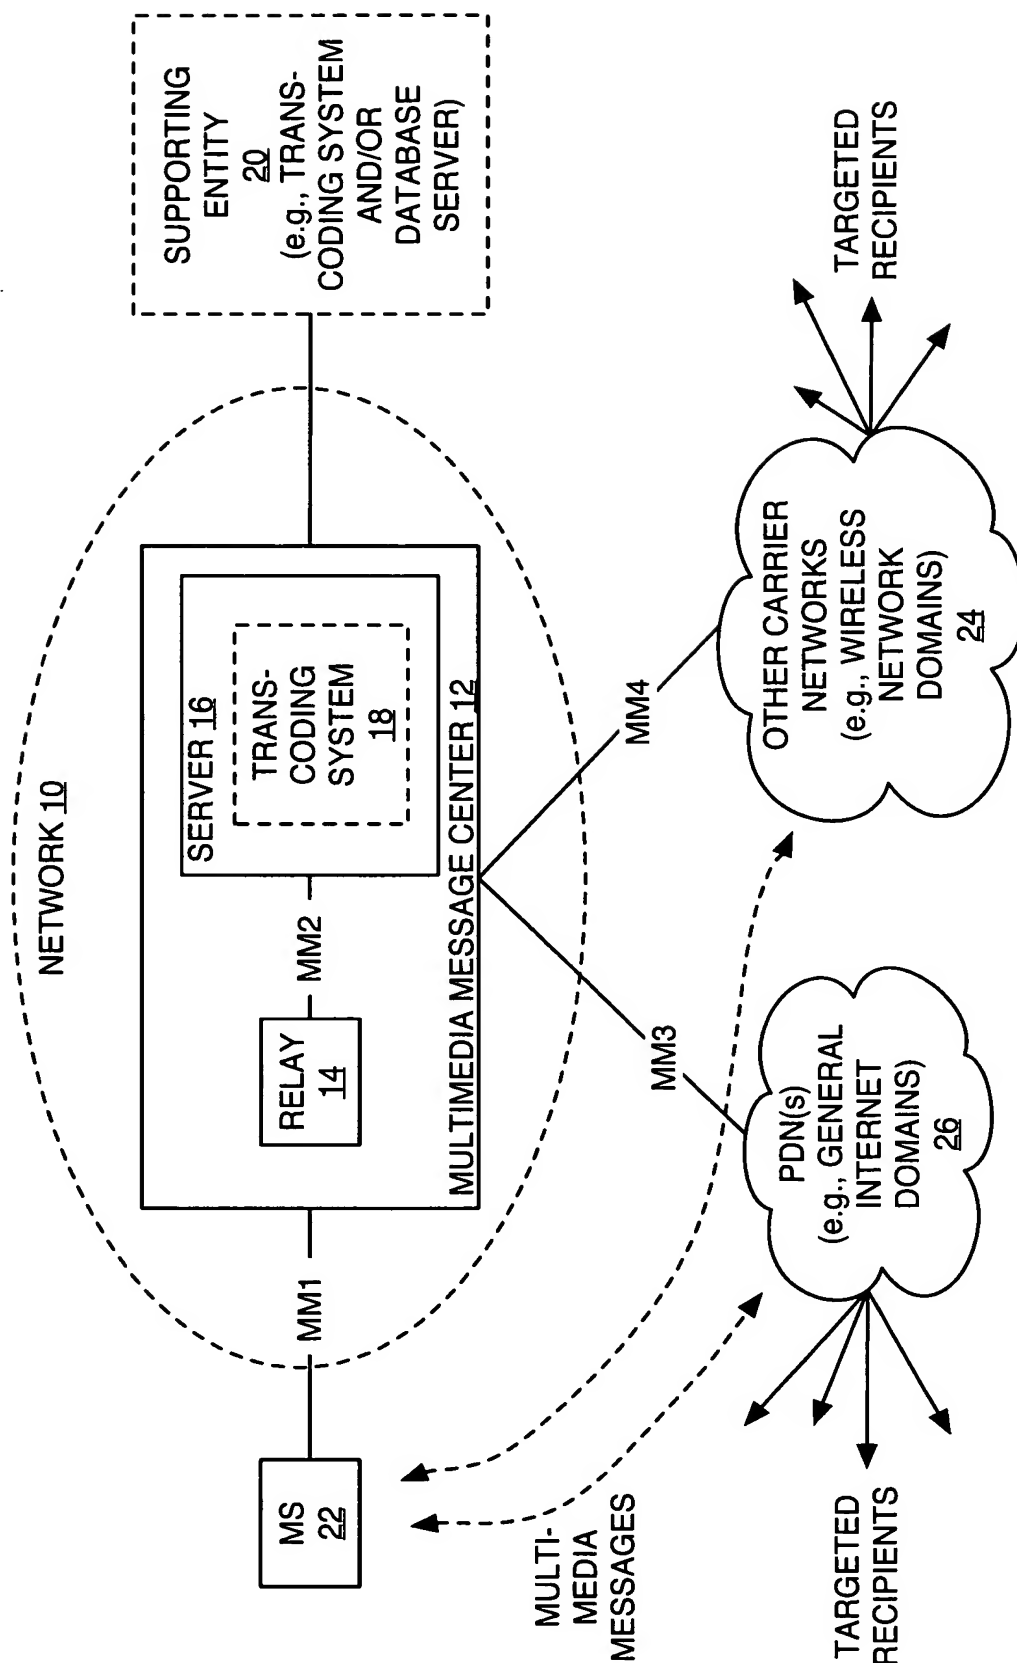 NETWORK 10
SUPPORTING
ENTITY
20
(e.g., TRANS-
CODING SYSTEM
AND/OR
DATABASE
SERVER)
SERVER 16
TRANS-
CODING
SYSTEM
18
RELAY
14
MM2
MULTIMEDIA MESSAGE CENTER 12
MS
22
MM1
MM3
MM4
MULTI-
MEDIA
MESSAGES
PDN(s)
(e.g., GENERAL
INTERNET
DOMAINS)
26
OTHER CARRIER
NETWORKS
(e.g., WIRELESS
NETWORK
DOMAINS)
24
TARGETED
RECIPIENTS
TARGETED
RECIPIENTS